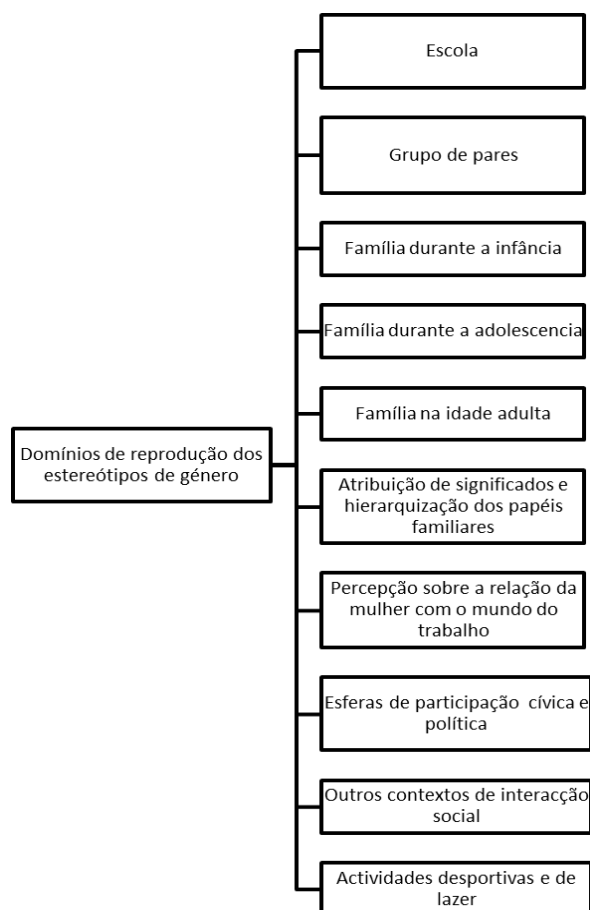 Escola
Grupo de pares
Família durante a infância
Família durante a adolescencia
Família na idade adulta
Domínios de reprodução dos
estereótipos de género
Atribuição de significados e
hierarquização dos papéis
familiares
Percepção sobre a relação da
mulher com o mundo do
trabalho
Esferas de participação cívica e
política
Outros contextos de interacção
social
Actividades desportivas e de
lazer